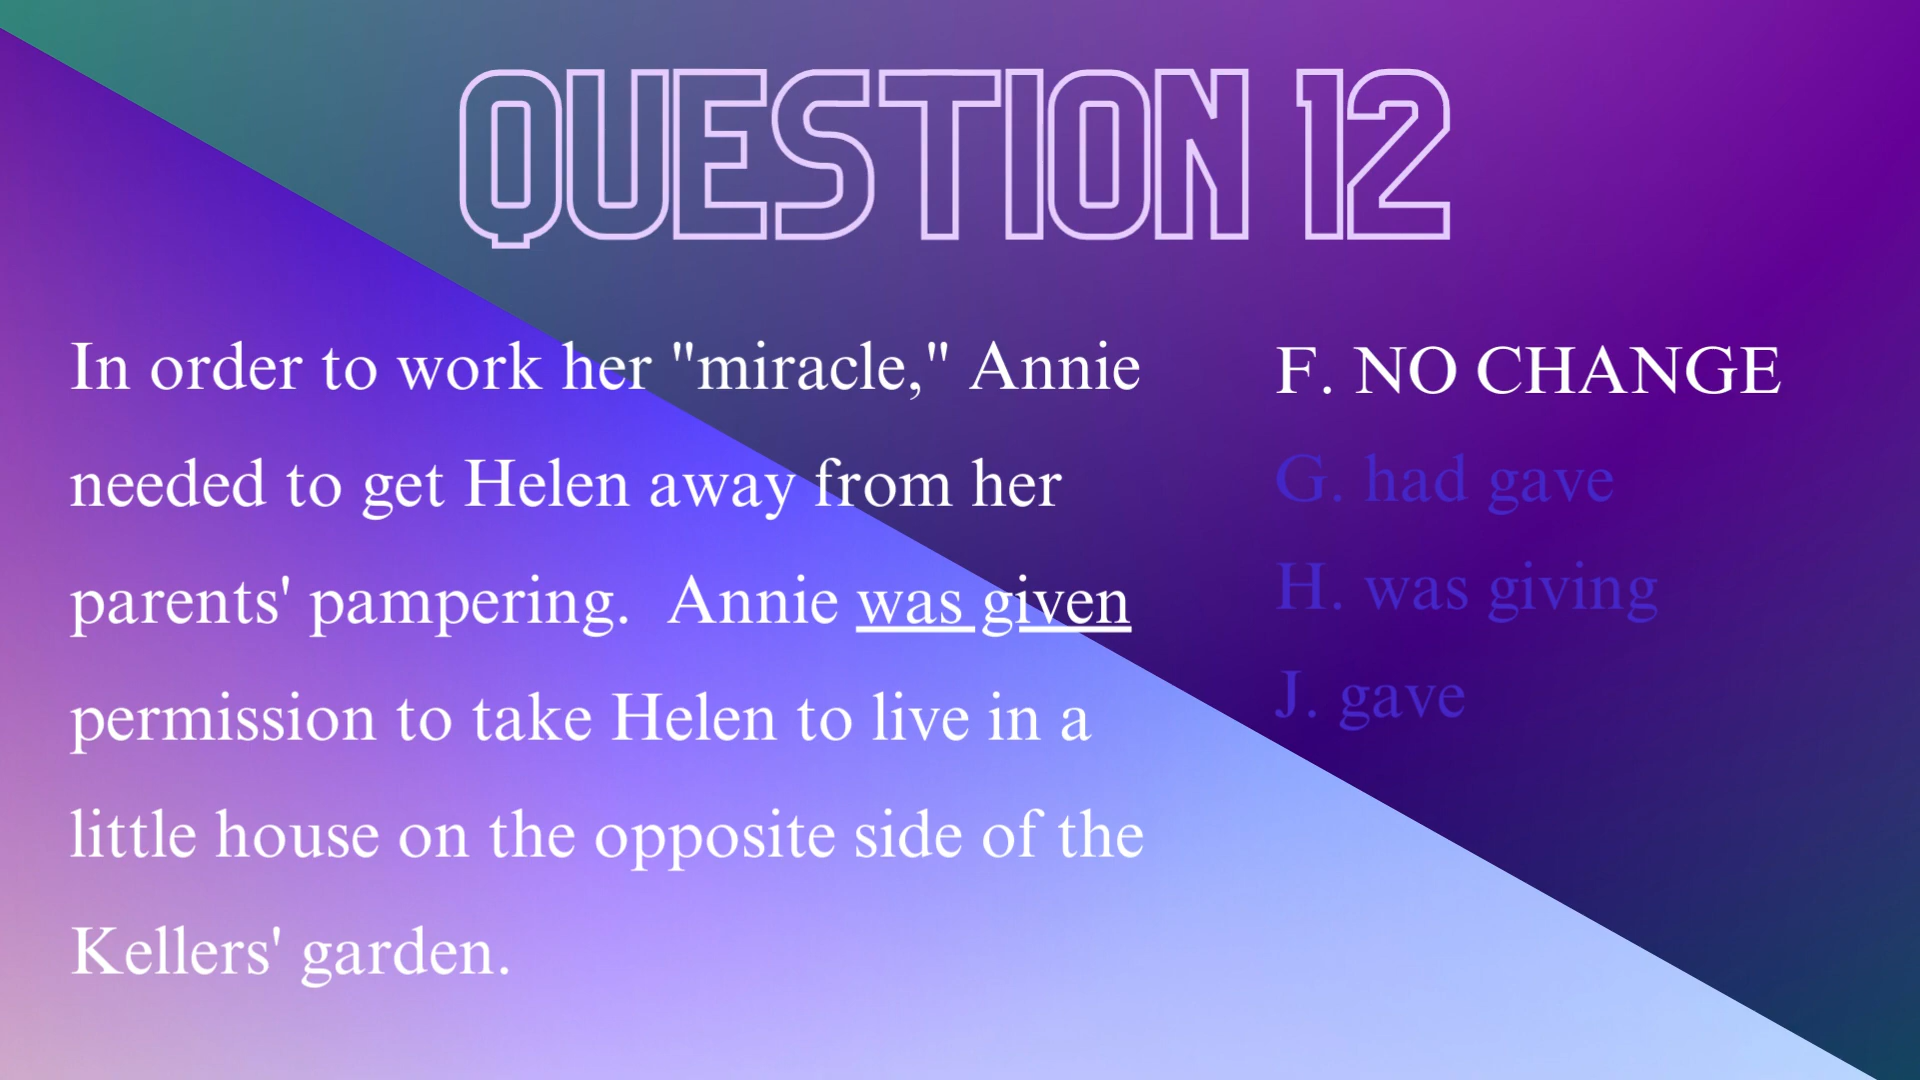 QUESTION 12
In order to work her "miracle," Annie
needed to get Helen away from her
parents' pampering.  Annie was given
permission to take Helen to live in a
little house on the opposite side of the
Kellers' garden.
F. NO CHANGE
G. had gave
H. was giving
J. gave